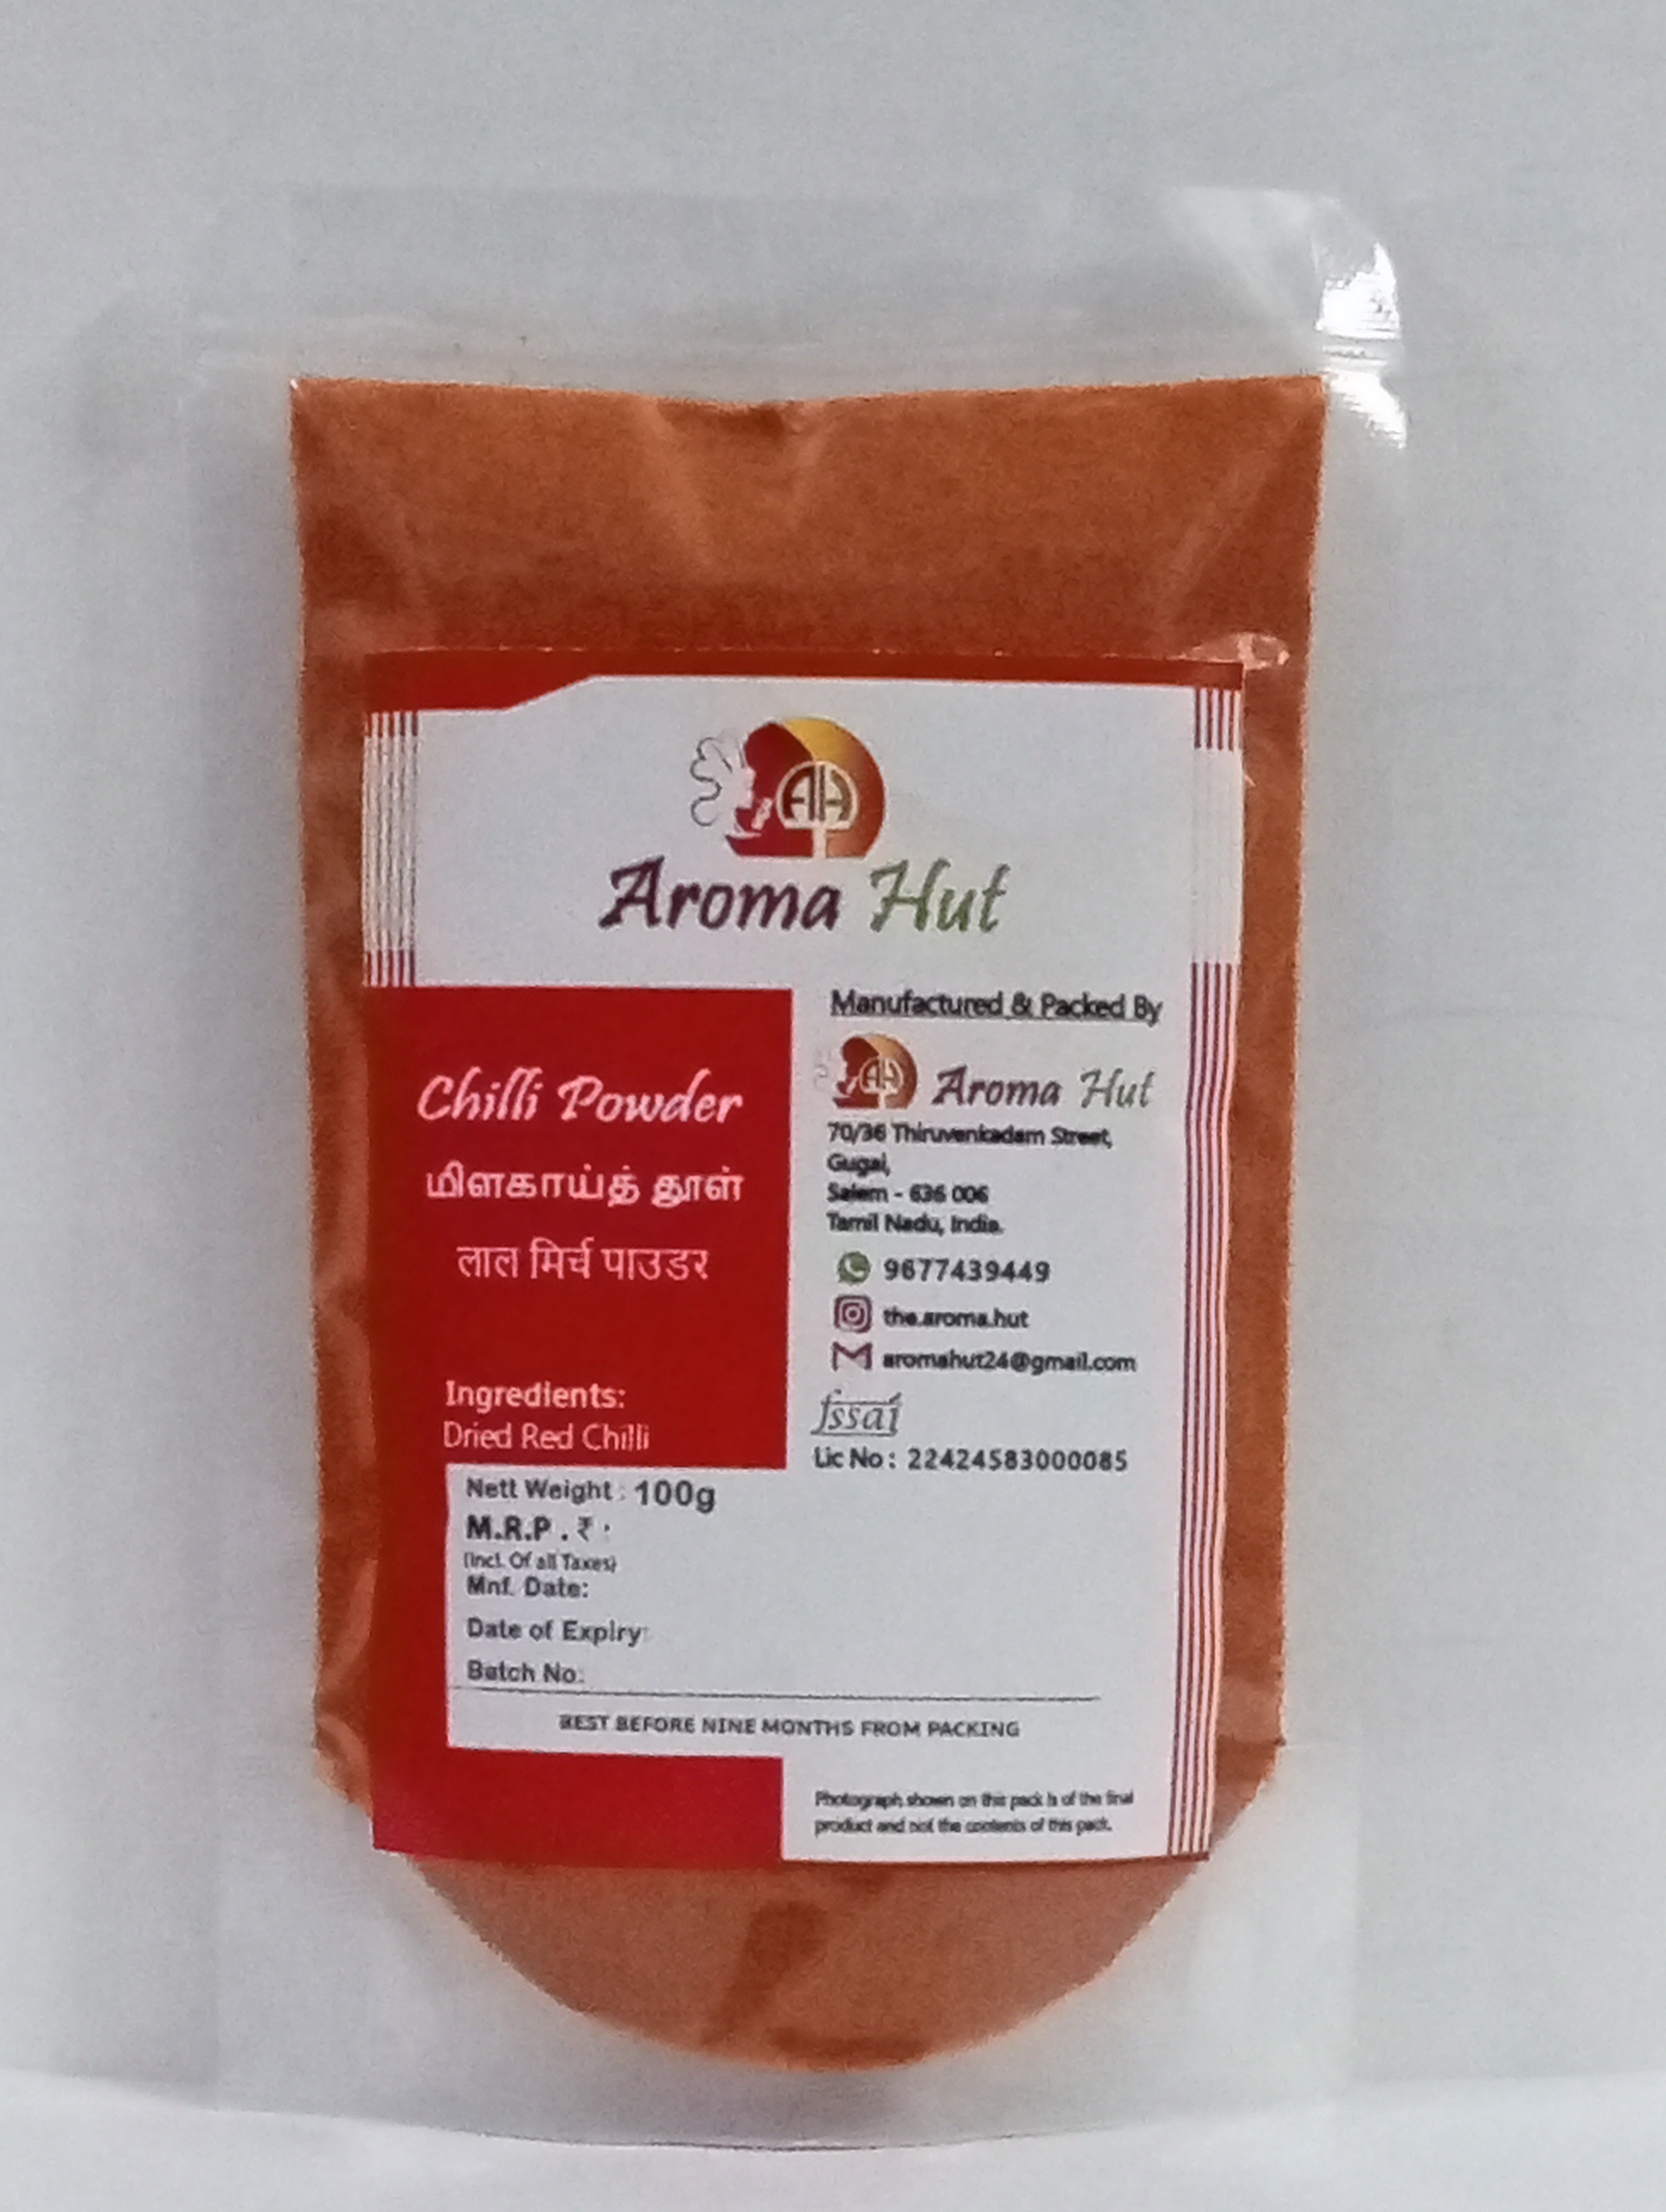 AH
Aroma Hut
Chilli Powder
மிளகாய்த் தூள்
लाल मिर्च पाउडर
Ingredients:
Dried Red Chilli
Manufactured & Packed By
AH
Aroma Hut
70/36 Thiruvenkadam Street,
Gugai,
Salem - 636 006
Tamil Nadu, India.
9677439449
the.aroma.hut
aromahut24@gmail.com
fssai
Lic No : 22424583000085
Nett Weight : 100g
M.R.P . ₹ :
(Incl. Of all Taxes)
Mnf. Date:
Date of Expiry:
Batch No:
BEST BEFORE NINE MONTHS FROM PACKING
Photograph shown on this pack is of the final
product and not the contents of this pack.